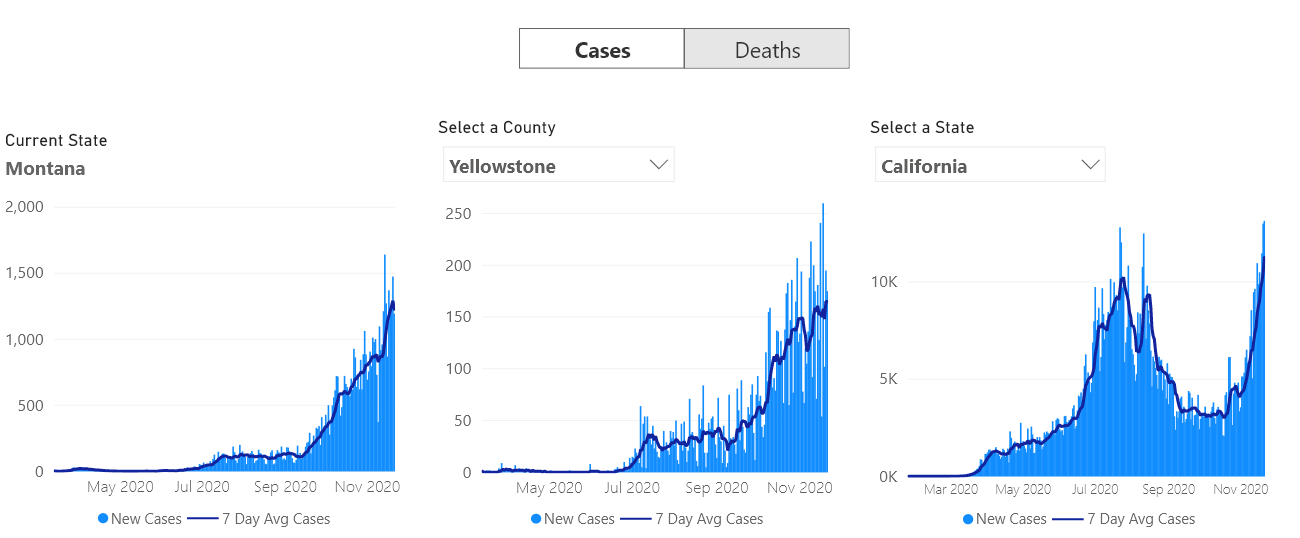 Cases Deaths
Current State
Montana
2,000
1,500
1,000
500
0
May 2020 Jul 2020 Sep 2020 Nov 2020
New Cases 7 Day Avg Cases
Select a County
Yellowstone
250
200
150
100
50
0
May 2020 Jul 2020 Sep 2020 Nov 2020
New Cases 7 Day Avg Cases
Select a State
California
10K
5K
0K
Mar 2020 May 2020 Jul 2020 Sep 2020 Nov 2020
New Cases 7 Day Avg Cases